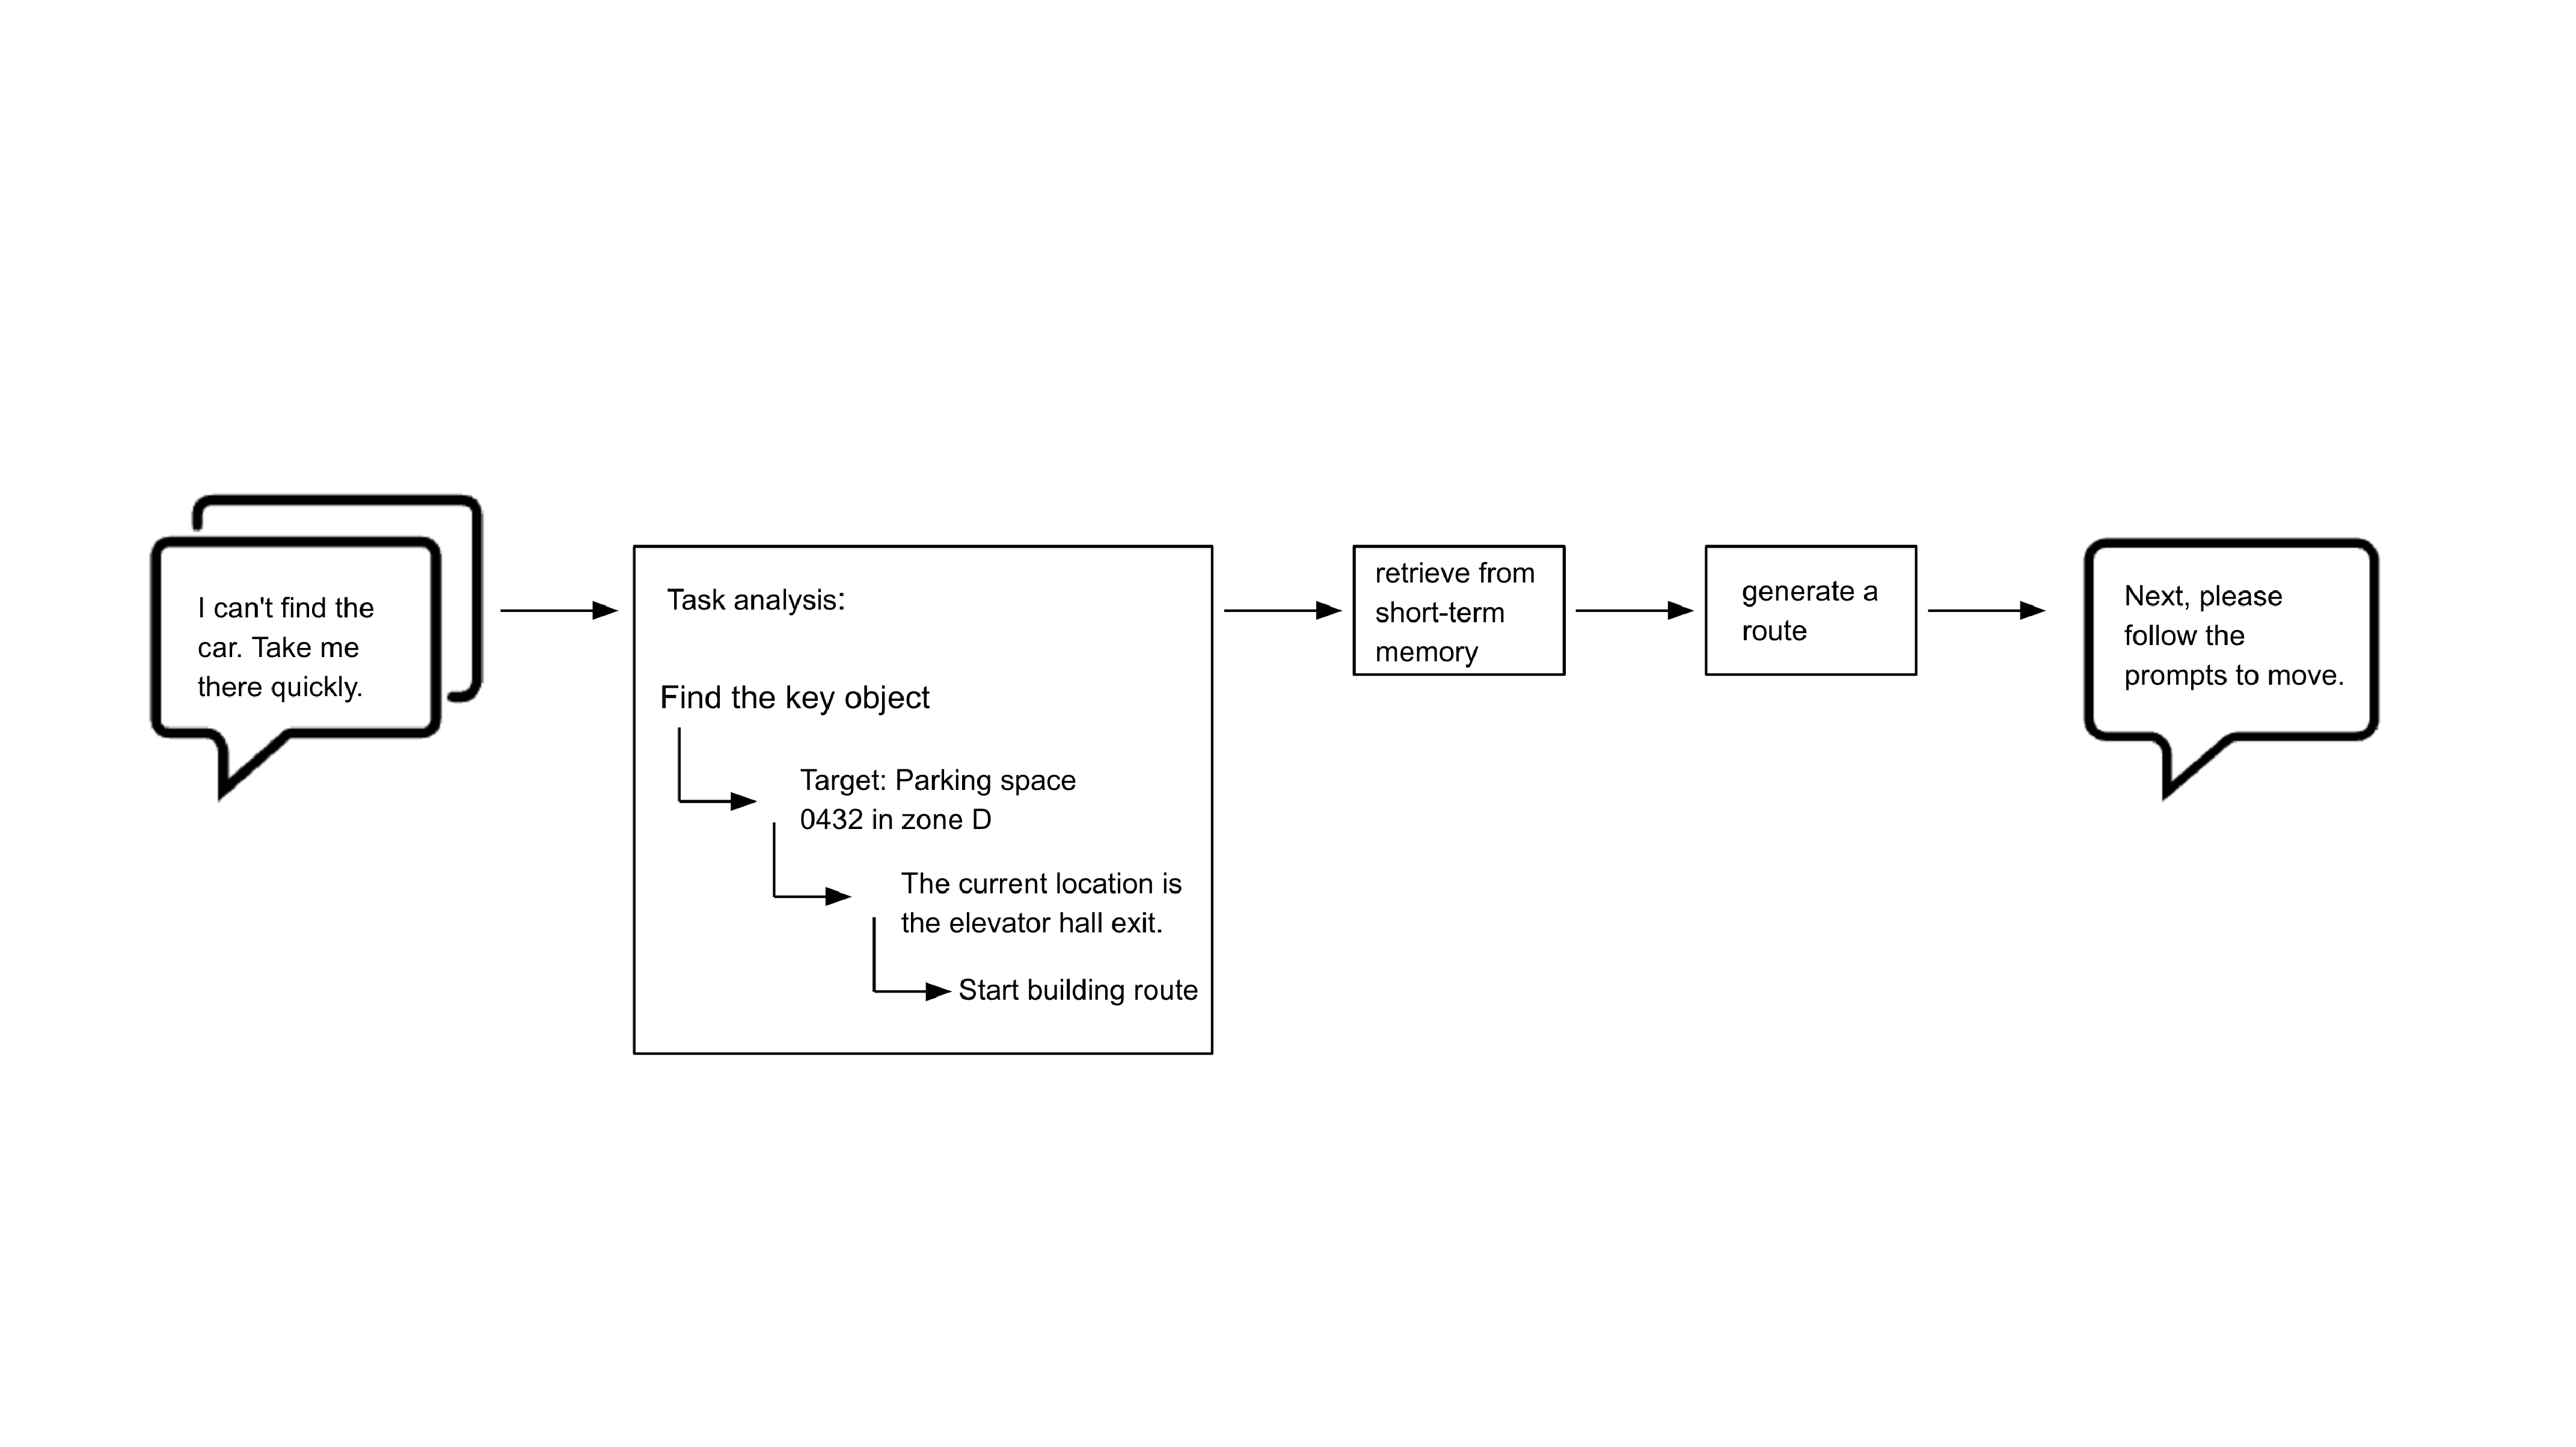 I can't find the
car. Take me
there quickly.
Task analysis:
Find the key object
Target: Parking space
0432 in zone D
The current location is
the elevator hall exit.
Start building route
retrieve from
short-term
memory
generate a
route
Next, please
follow the
prompts to move.